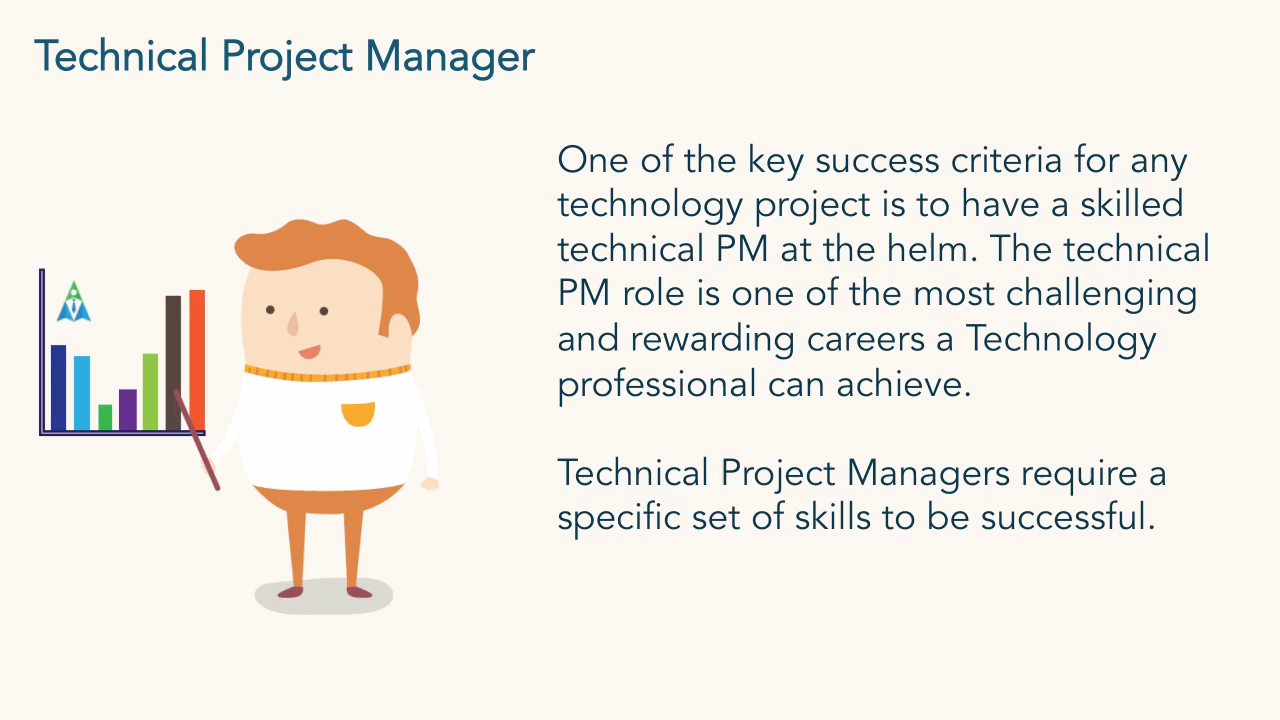 Technical Project Manager
One of the key success criteria for any
technology project is to have a skilled
technical PM at the helm. The technical
PM role is one of the most challenging
and rewarding careers a Technology
professional can achieve.
Technical Project Managers require a
specific set of skills to be successful.